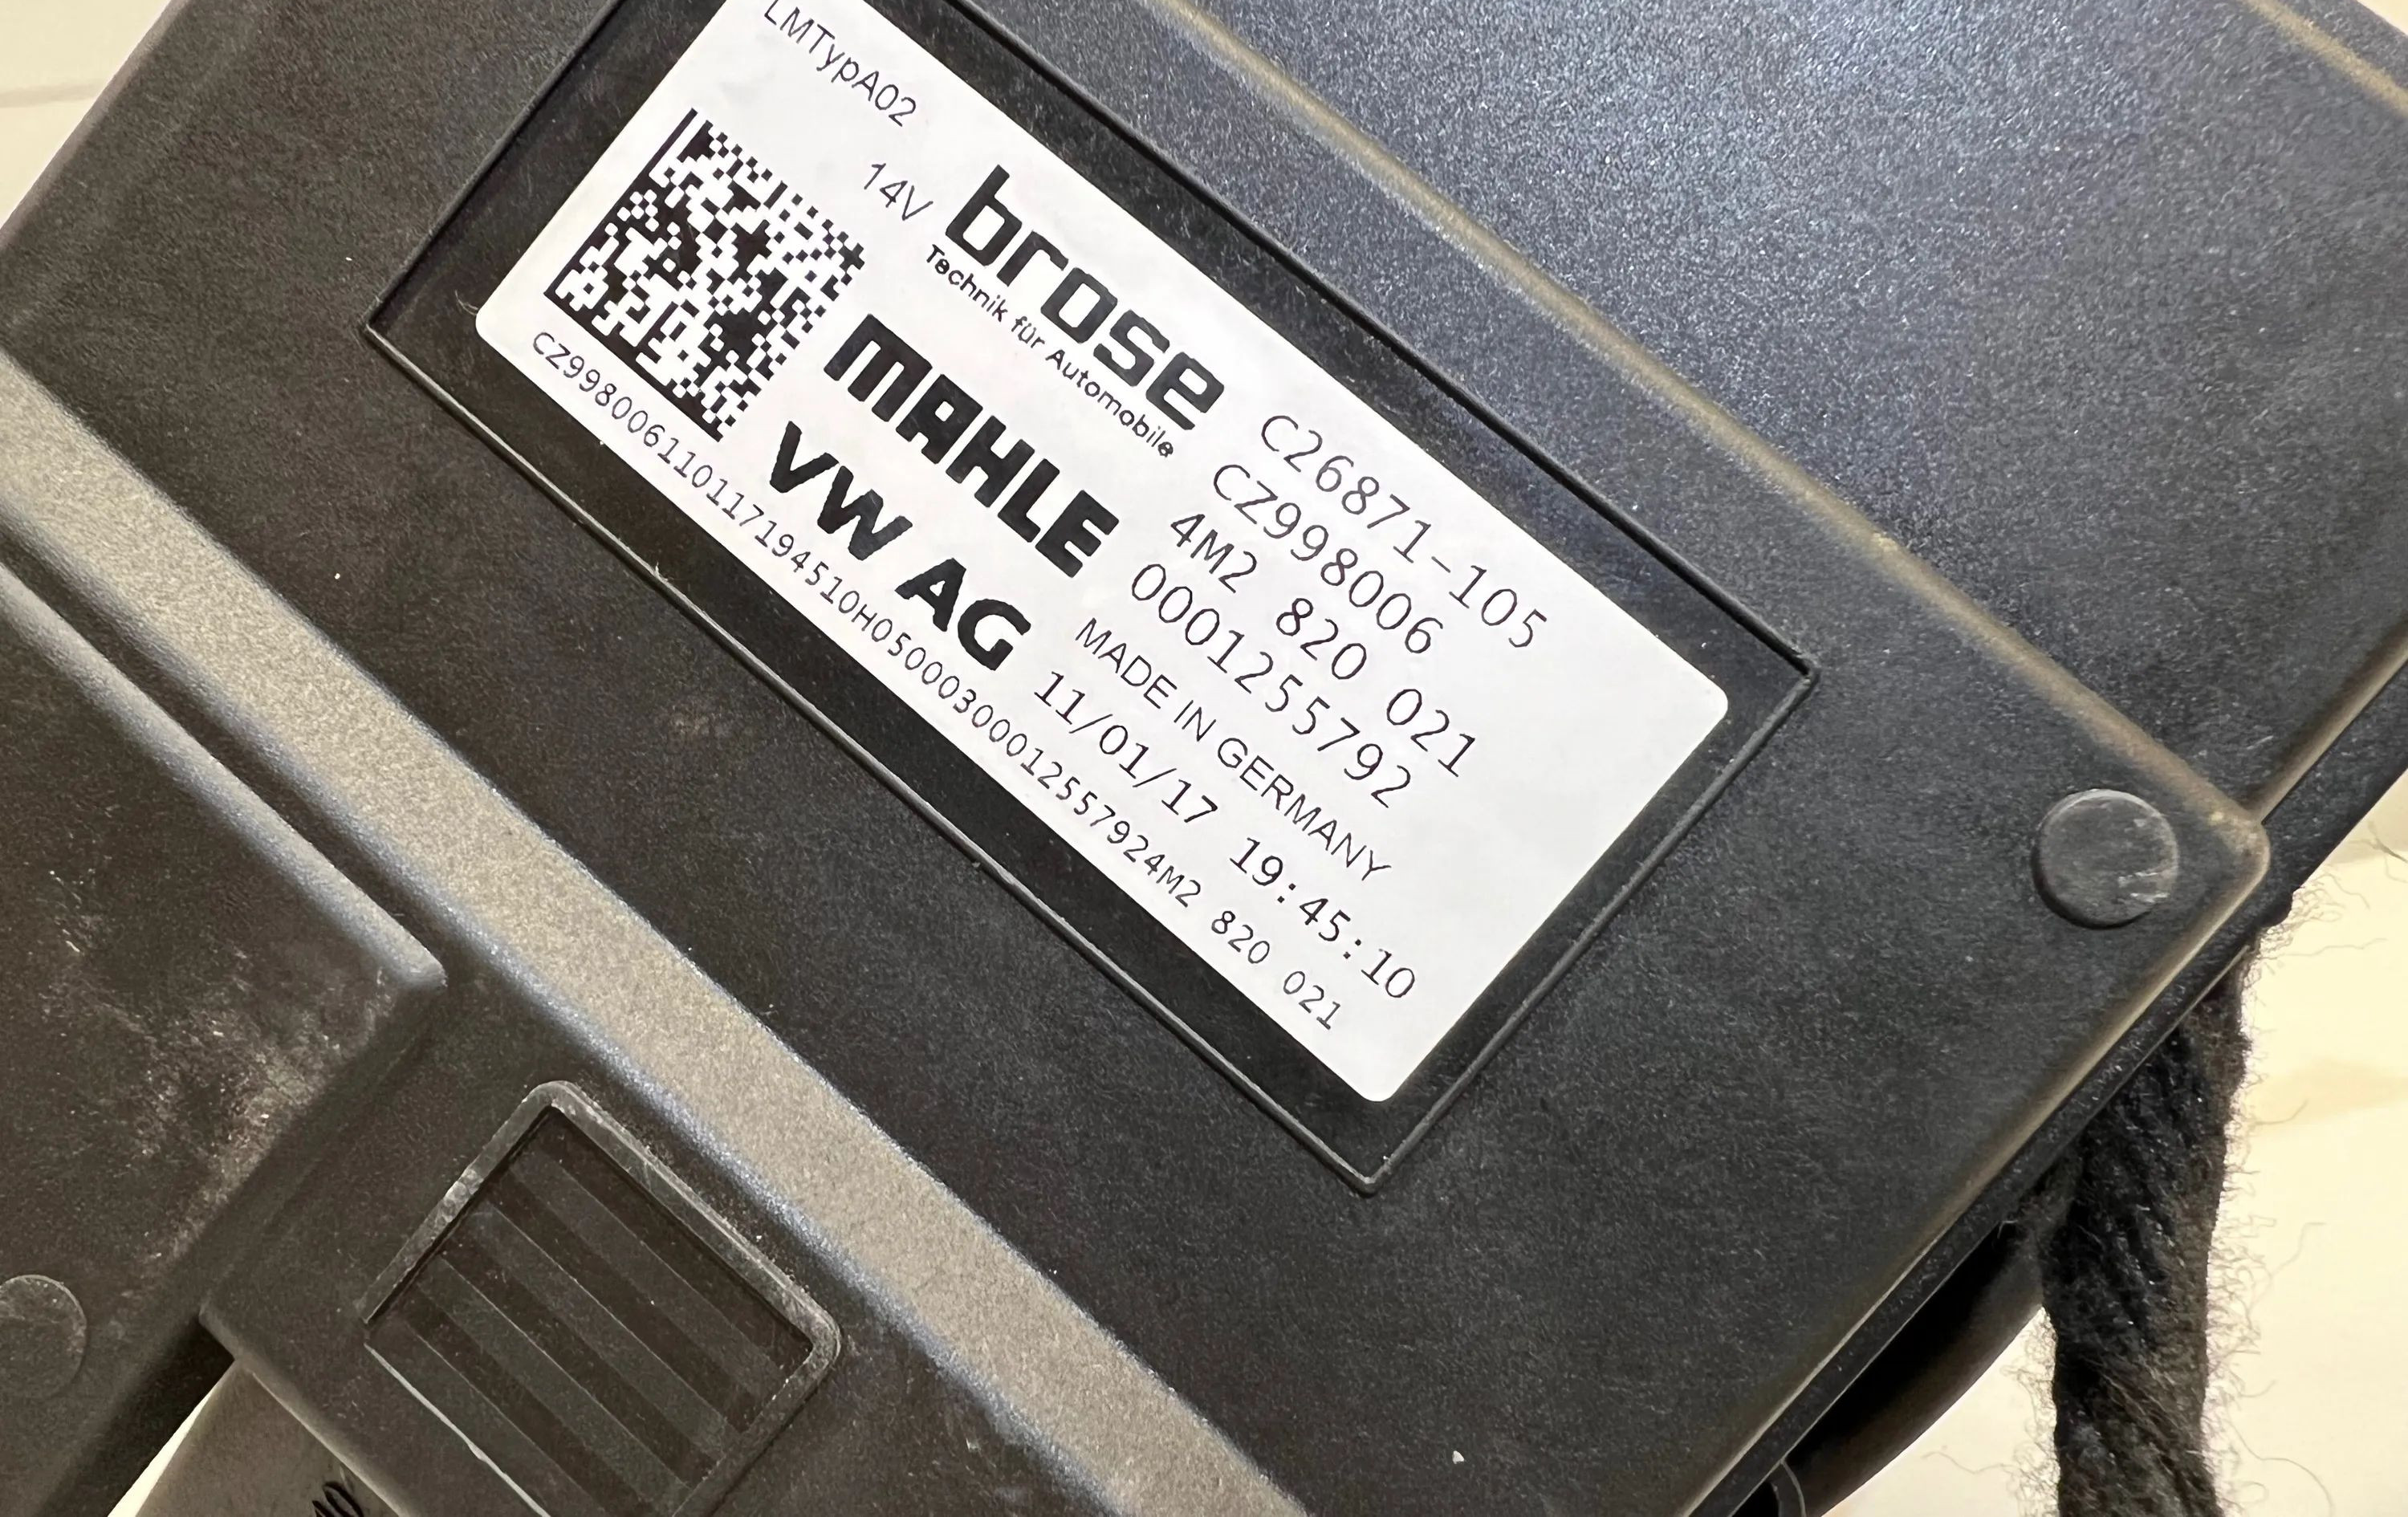 LMTypA02
14V
brose
Technik für Automobile
MAHLE
VW AG
C26871-105
CZ998006
4M2 820 021
0001255792
MADE IN GERMANY
11/01/17 19:45:10
CZ998006110117194510H05000300012557924M2 820 021